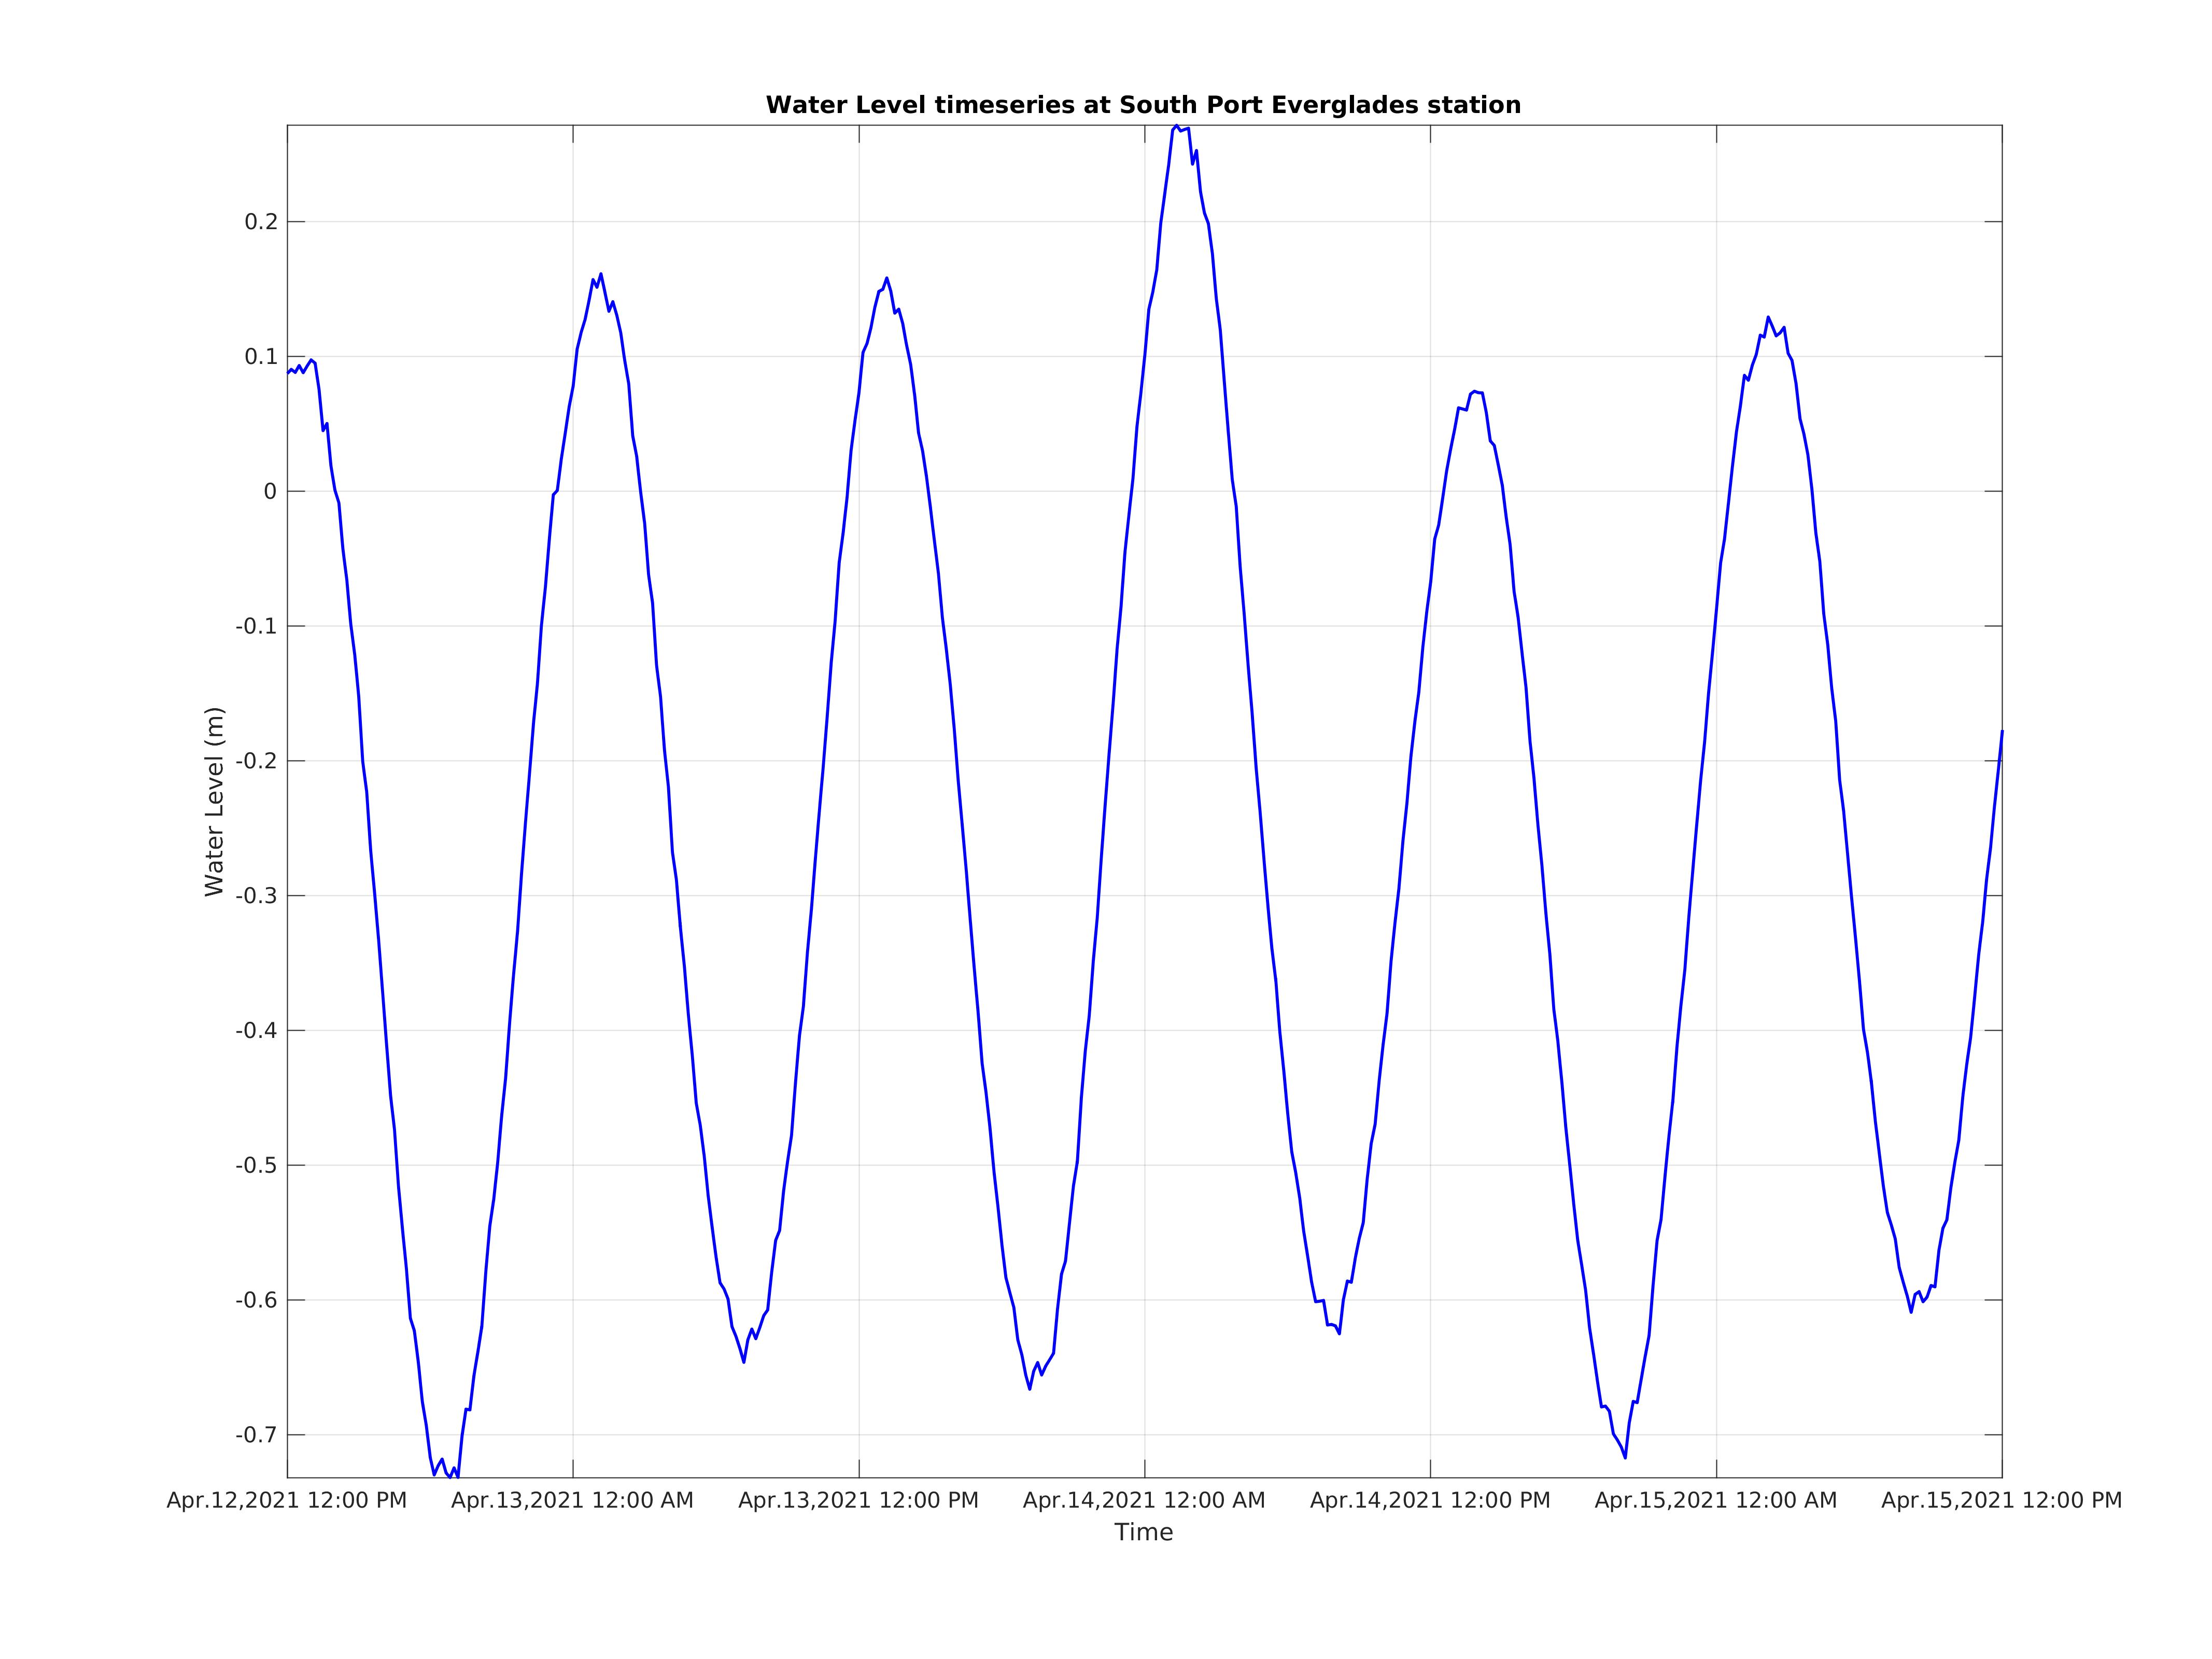 Water Level timeseries at South Port Everglades station
0.2
0.1
0
-0.1
-0.2
-0.3
-0.4
-0.5
-0.6
-0.7
Water Level (m)
Apr.12,2021 12:00 PM Apr.13,2021 12:00 AM Apr.13,2021 12:00 PM Apr.14,2021 12:00 AM Apr.14,2021 12:00 PM Apr.15,2021 12:00 AM Apr.15,2021 12:00 PM
Time